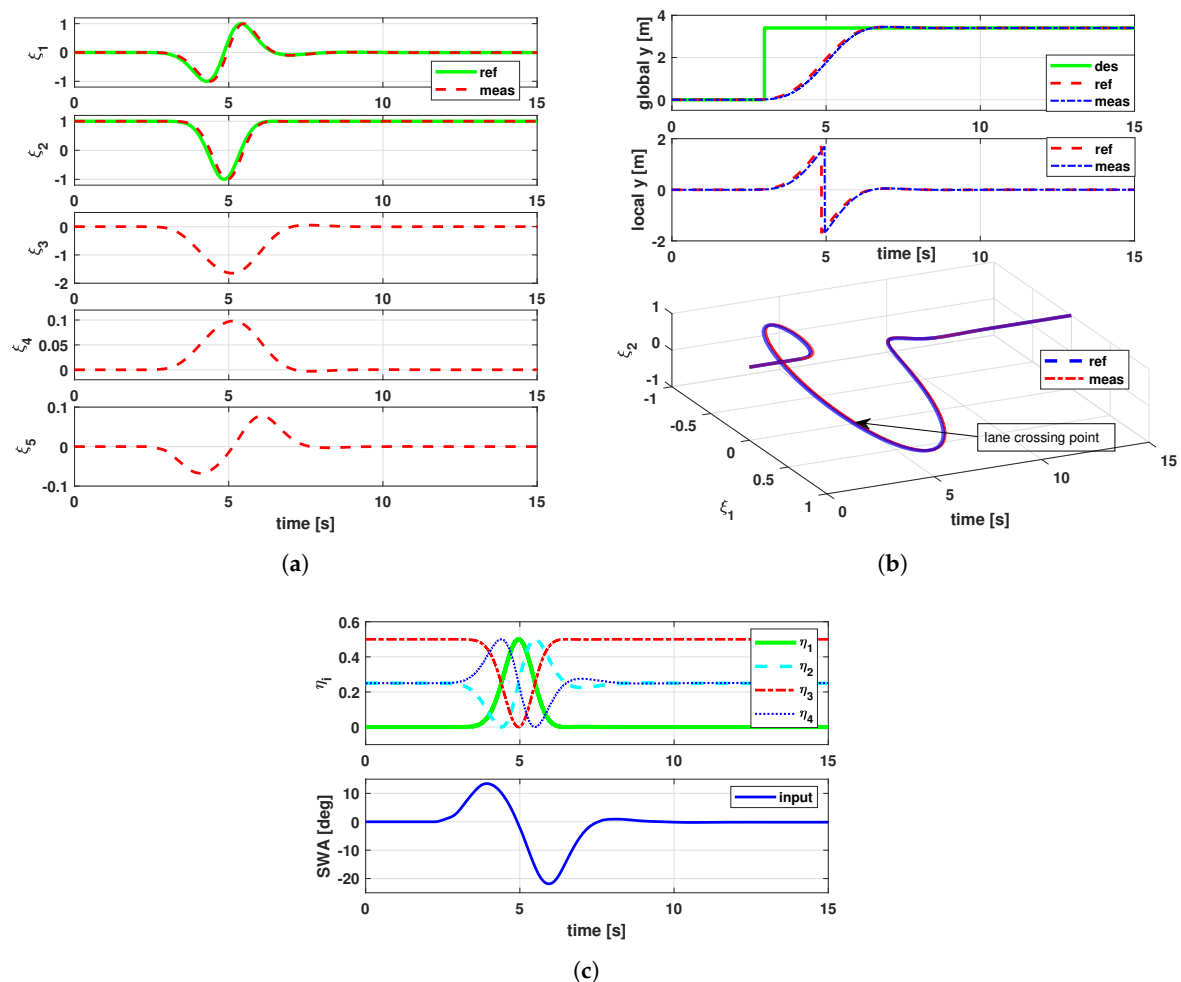 ξ1
1
0
-1
0
5
10
15
ref
meas
ξ2
1
0
-1
0
5
10
15
ξ3
0
-1
-2
0
5
10
15
ξ4
0.1
0.05
0
0
5
10
15
ξ5
0.1
0
-0.1
0
5
10
15
time [s]
(a)
global y [m]
4
2
0
0
5
10
15
des
ref
meas
local y [m]
2
0
-2
0
5
10
15
time [s]
ref
meas
ξ2
1
0
-1
-1
-0.5
0
0.5
1
ξ1
0
5
10
15
time [s]
ref
meas
lane crossing point
(b)
ηi
0.6
0.4
0.2
0
0
5
10
15
η1
η2
η3
η4
SWA [deg]
10
0
-10
-20
0
5
10
15
time [s]
input
(c)